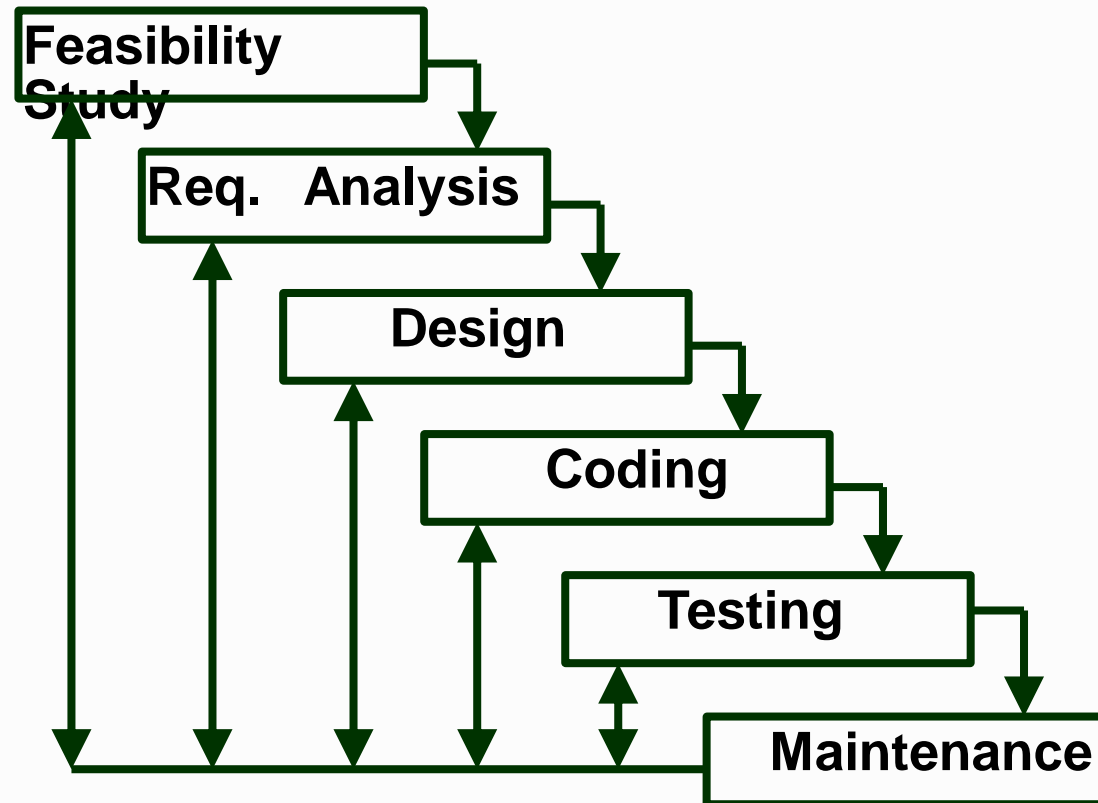 Feasibility
Study
Req. Analysis
Design
Coding
Testing
Maintenance